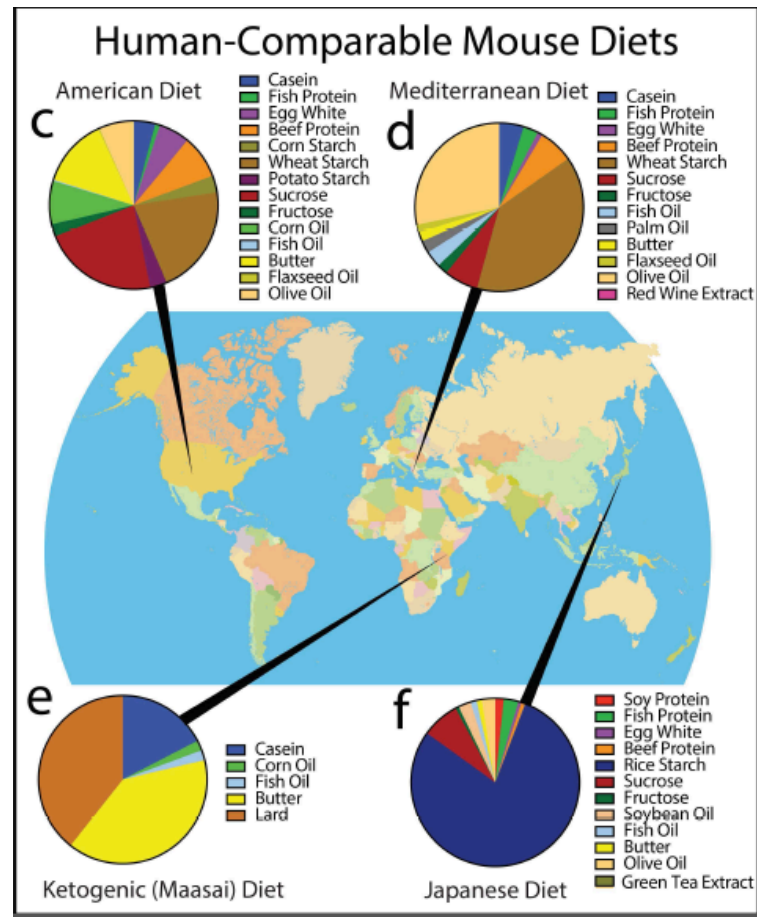 Human-Comparable Mouse Diets
American Diet
c
Casein
Fish Protein
Egg White
Beef Protein
Corn Starch
Wheat Starch
Potato Starch
Sucrose
Fructose
Corn Oil
Fish Oil
Butter
Flaxseed Oil
Olive Oil
Mediterranean Diet
d
Casein
Fish Protein
Egg White
Beef Protein
Wheat Starch
Sucrose
Fructose
Fish Oil
Palm Oil
Butter
Flaxseed Oil
Olive Oil
Red Wine Extract
e
Casein
Corn Oil
Fish Oil
Butter
Lard
Ketogenic (Maasai) Diet
f
Soy Protein
Fish Protein
Egg White
Beef Protein
Rice Starch
Sucrose
Fructose
Soybean Oil
Fish Oil
Butter
Olive Oil
Green Tea Extract
Japanese Diet